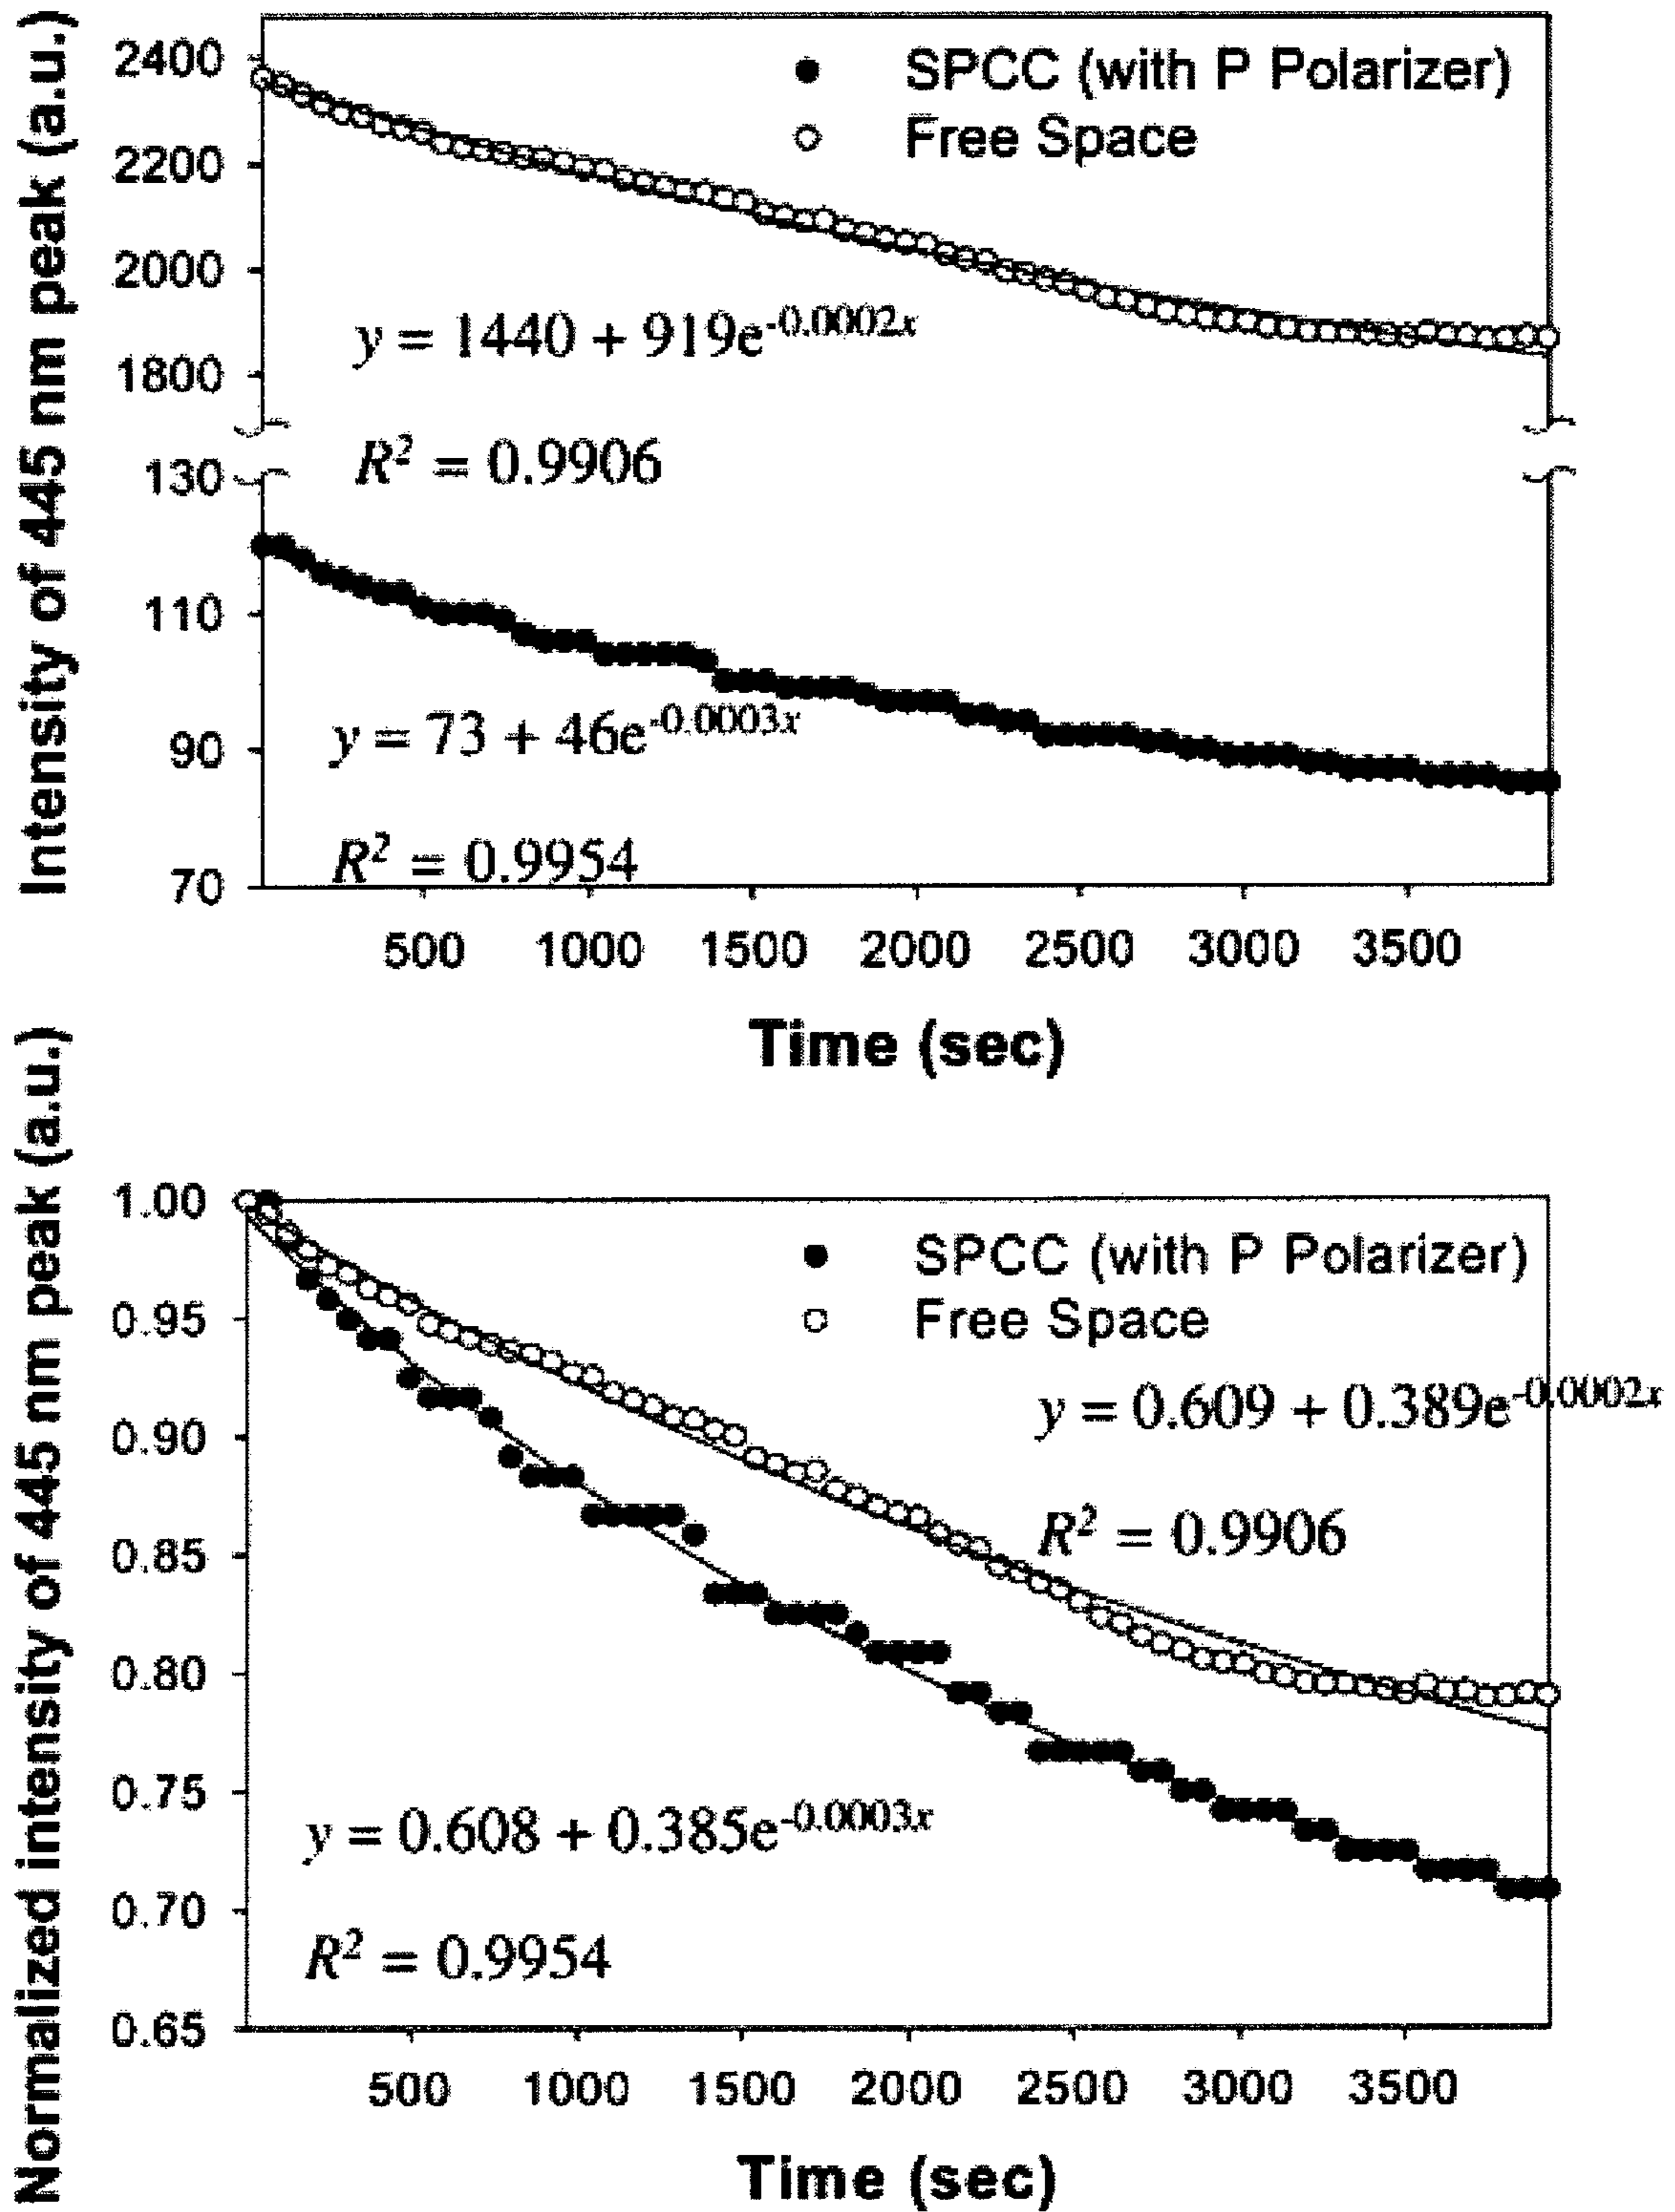 Intensity of 445 nm peak (a.u.)
2400
2200
2000
1800
130
110
90
70
SPCC (with P Polarizer)
Free Space
y = 1440 + 919e^-0.0002x
R² = 0.9906
y = 73 + 46e^-0.0003x
R² = 0.9954
500 1000 1500 2000 2500 3000 3500
Time (sec)
Normalized intensity of 445 nm peak (a.u.)
1.00
0.95
0.90
0.85
0.80
0.75
0.70
0.65
SPCC (with P Polarizer)
Free Space
y = 0.609 + 0.389e^-0.0002x
R² = 0.9906
y = 0.608 + 0.385e^-0.0003x
R² = 0.9954
500 1000 1500 2000 2500 3000 3500
Time (sec)